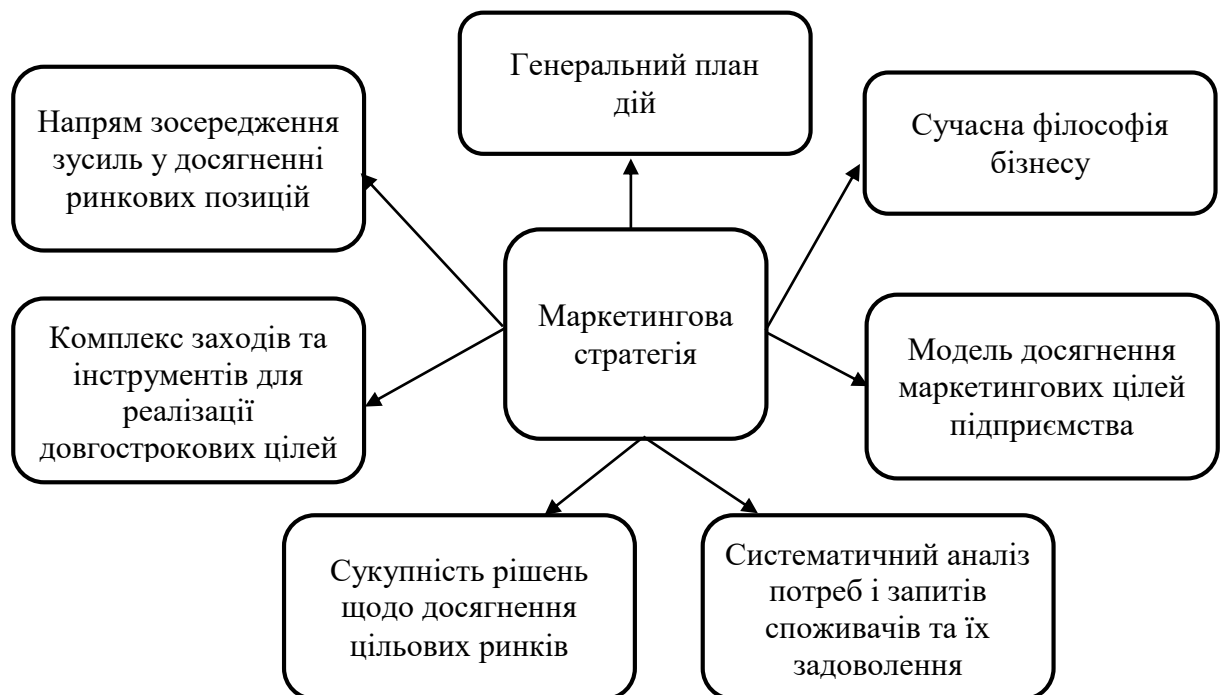 Генеральний план
дій
Напрям зосередження
зусиль у досягненні
ринкових позицій
Сучасна філософія
бізнесу
Маркетингова
стратегія
Комплекс заходів та
інструментів для
реалізації
довгострокових цілей
Модель досягнення
маркетингових цілей
підприємства
Сукупність рішень
щодо досягнення
цільових ринків
Систематичний аналіз
потреб і запитів
споживачів та їх
задоволення